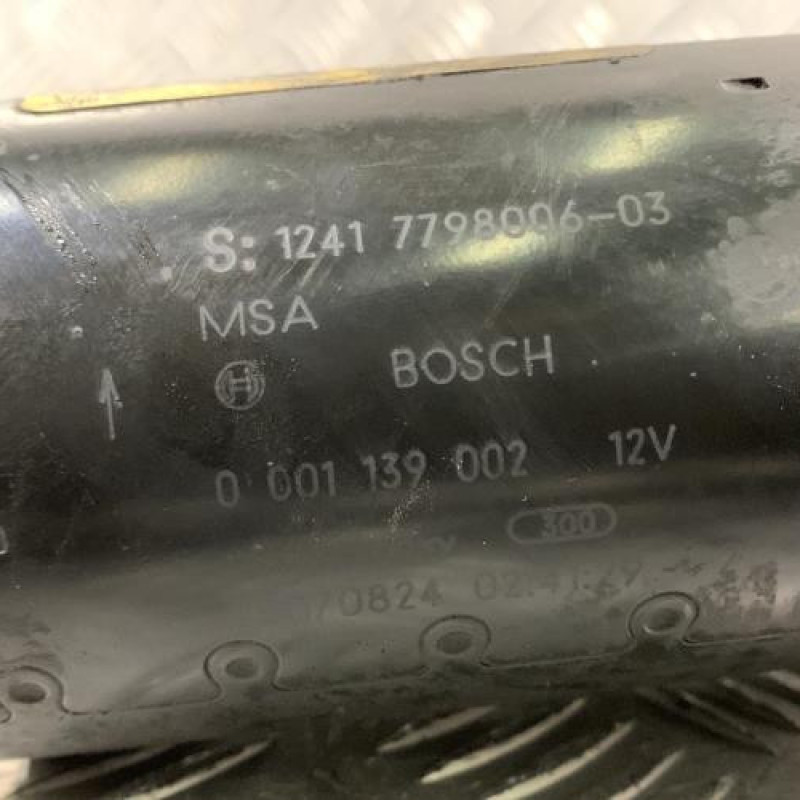 S: 1241 7798006-03
MSA
BOSCH
0 001 139 002 12V
300